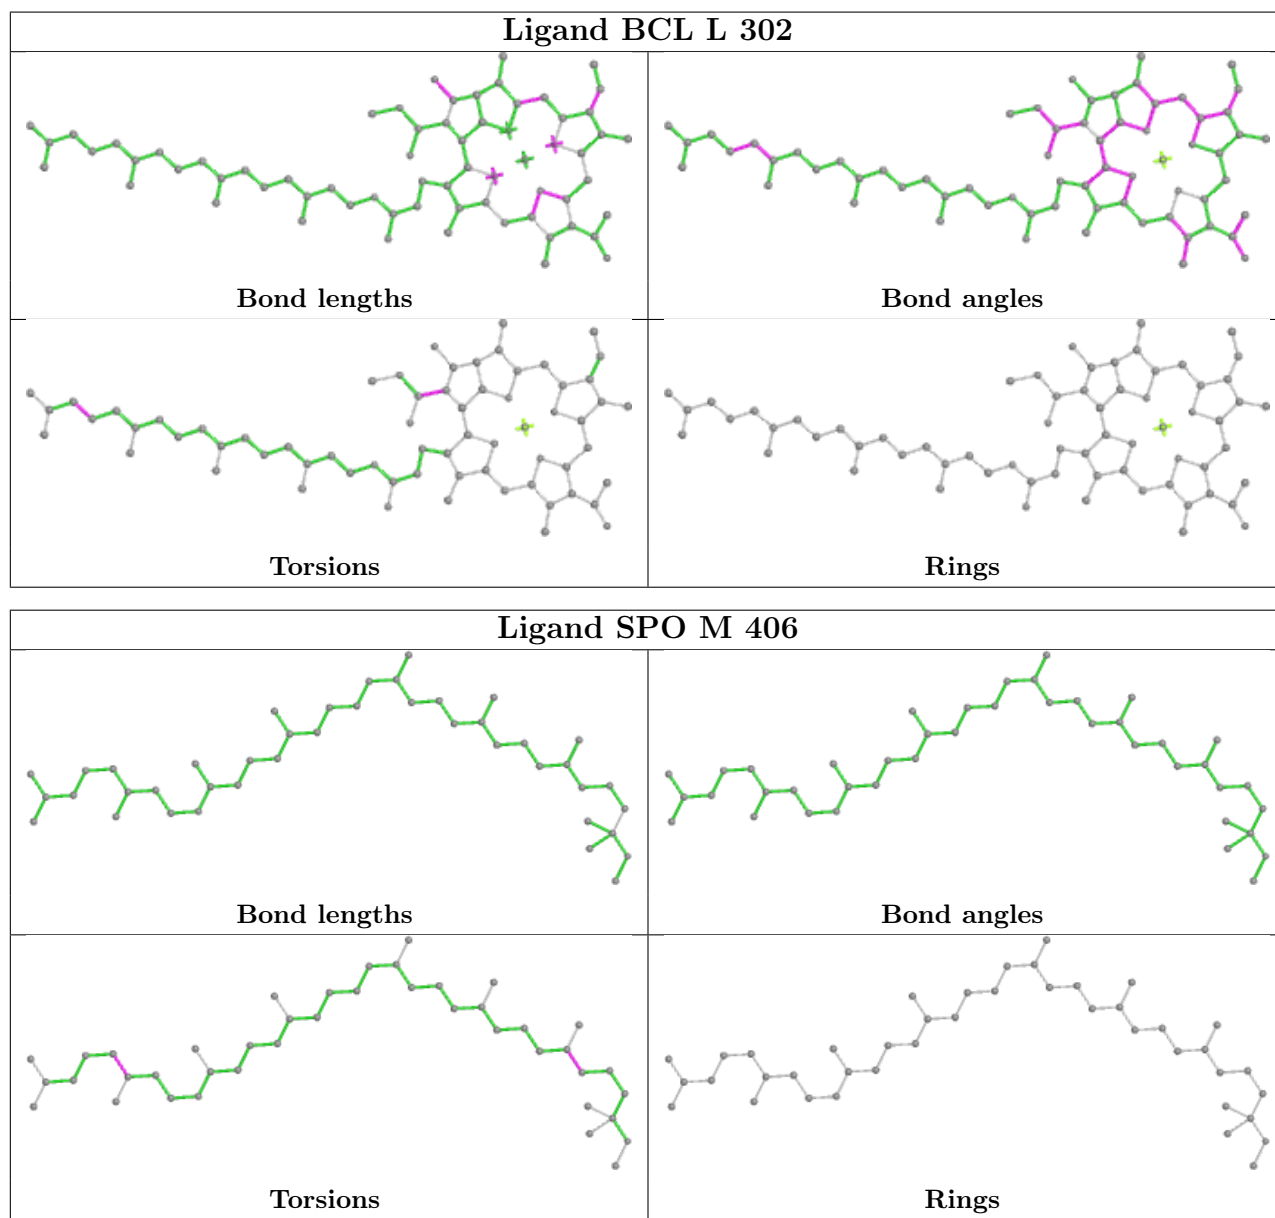 Ligand BCL L 302
Bond lengths
Bond angles
Torsions
Rings
Ligand SPO M 406
Bond lengths
Bond angles
Torsions
Rings